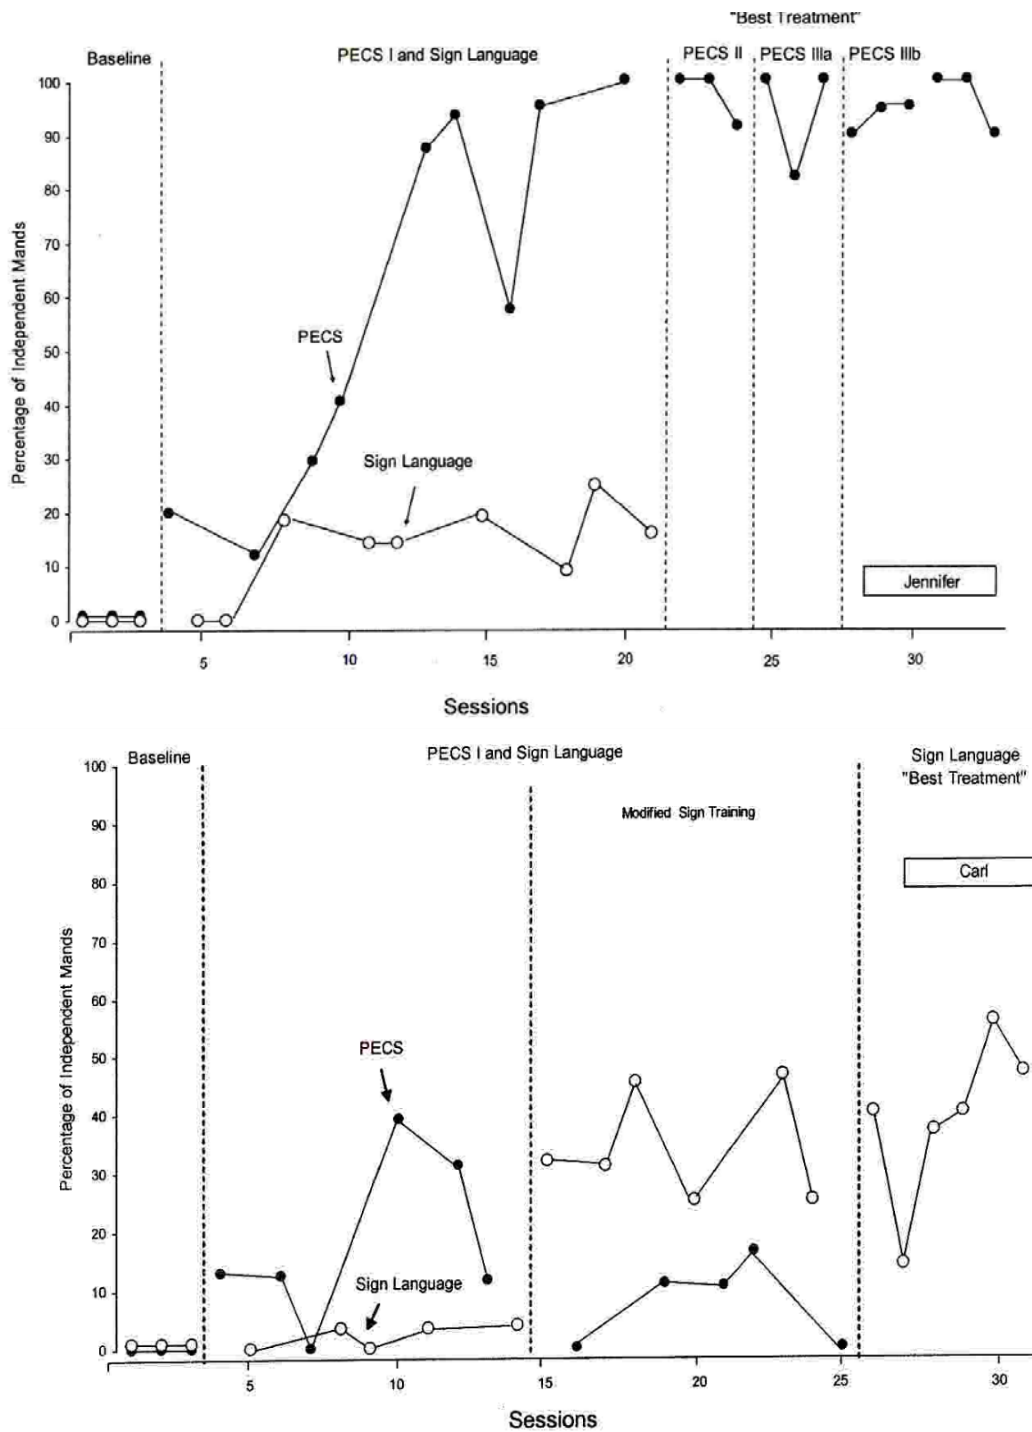 "Best Treatment"
Baseline
PECS I and Sign Language
PECS II
PECS IIIa
PECS IIIb
100
90
80
70
60
50
40
30
20
10
0
Percentage of Independent Mands
PECS
Sign Language
Jennifer
5
10
15
20
25
30
Sessions
Baseline
PECS I and Sign Language
Sign Language
"Best Treatment"
Modified Sign Training
Carl
100
90
80
70
60
50
40
30
20
10
0
Percentage of Independent Mands
PECS
Sign Language
5
10
15
20
25
30
Sessions